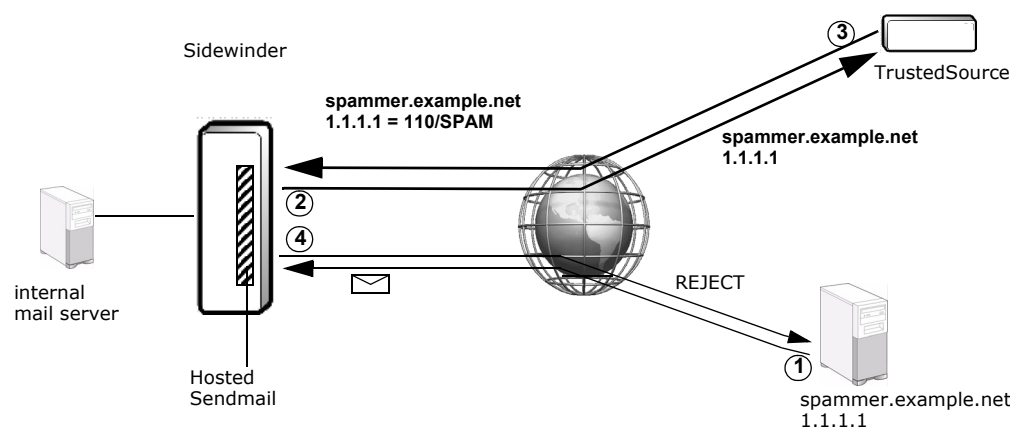 3
Sidewinder
TrustedSource
spammer.example.net
1.1.1.1 = 110/SPAM
spammer.example.net
1.1.1.1
2
4
REJECT
internal
mail server
1
Hosted
Sendmail
spammer.example.net
1.1.1.1